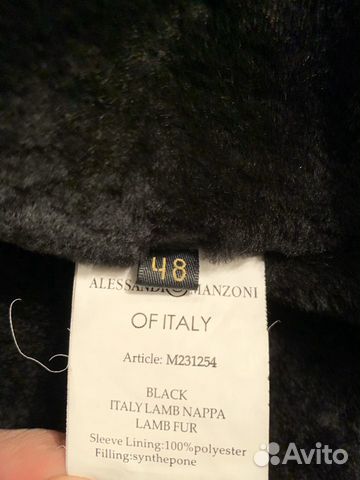 48
ALESSANDRO MANZONI
OF ITALY
Article: M231254
BLACK
ITALY LAMB NAPPA
LAMB FUR
Sleeve Lining:100%polyester
Filling:synthepone
Avito